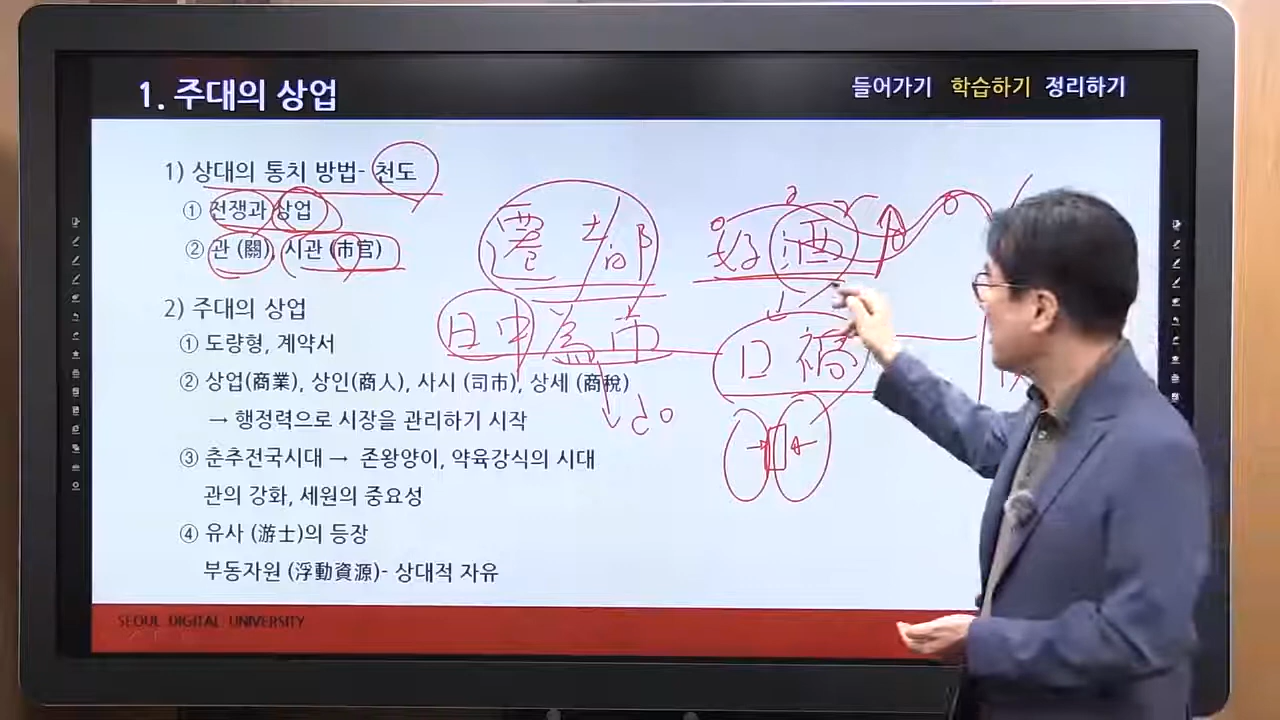 1. 주대의 상업
들어가기 학습하기 정리하기
1) 상대의 통치 방법- 천도
① 전쟁과 상업
② 관 (關), 시관 (市官)
2) 주대의 상업
① 도량형, 계약서
② 상업(商業), 상인(商人), 사시 (司市), 상세 (商稅)
→ 행정력으로 시장을 관리하기 시작
③ 춘추전국시대 → 존왕양이, 약육강식의 시대
관의 강화, 세원의 중요성
④ 유사 (游士)의 등장
부동자원 (浮動資源)- 상대적 자유
遷 都
好酒
日中為市
口 禍
SEOUL DIGITAL UNIVERSITY